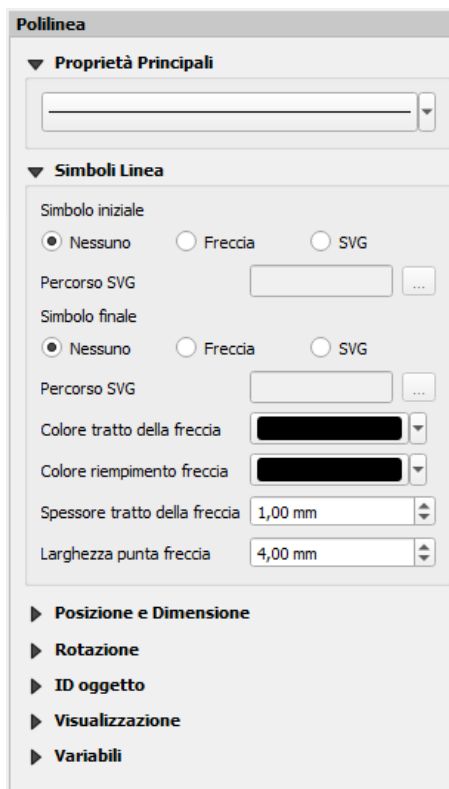 Polilinea
Proprietà Principali
Simboli Linea
Simbolo iniziale
Nessuno Freccia SVG
Percorso SVG ...
Simbolo finale
Nessuno Freccia SVG
Percorso SVG ...
Colore tratto della freccia
Colore riempimento freccia
Spessore tratto della freccia 1,00 mm
Larghezza punta freccia 4,00 mm
Posizione e Dimensione
Rotazione
ID oggetto
Visualizzazione
Variabili